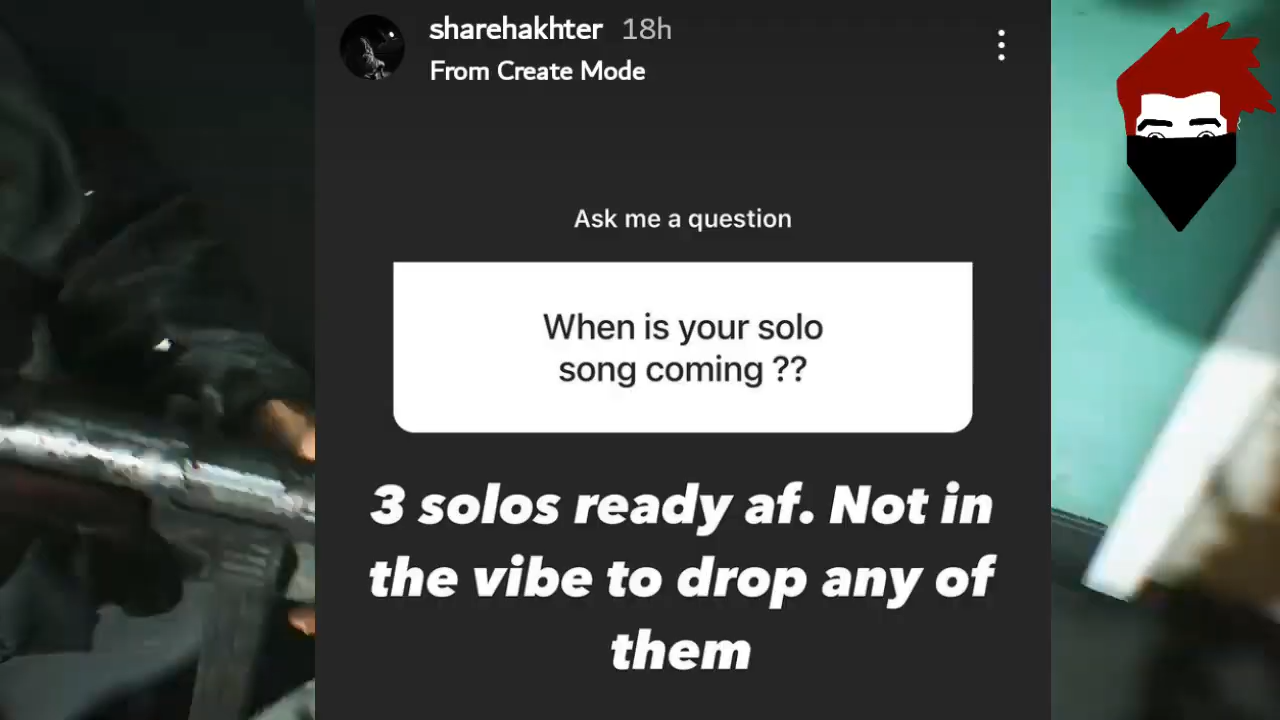 sharehakhter 18h
From Create Mode
Ask me a question
When is your solo
song coming ??
3 solos ready af. Not in
the vibe to drop any of
them